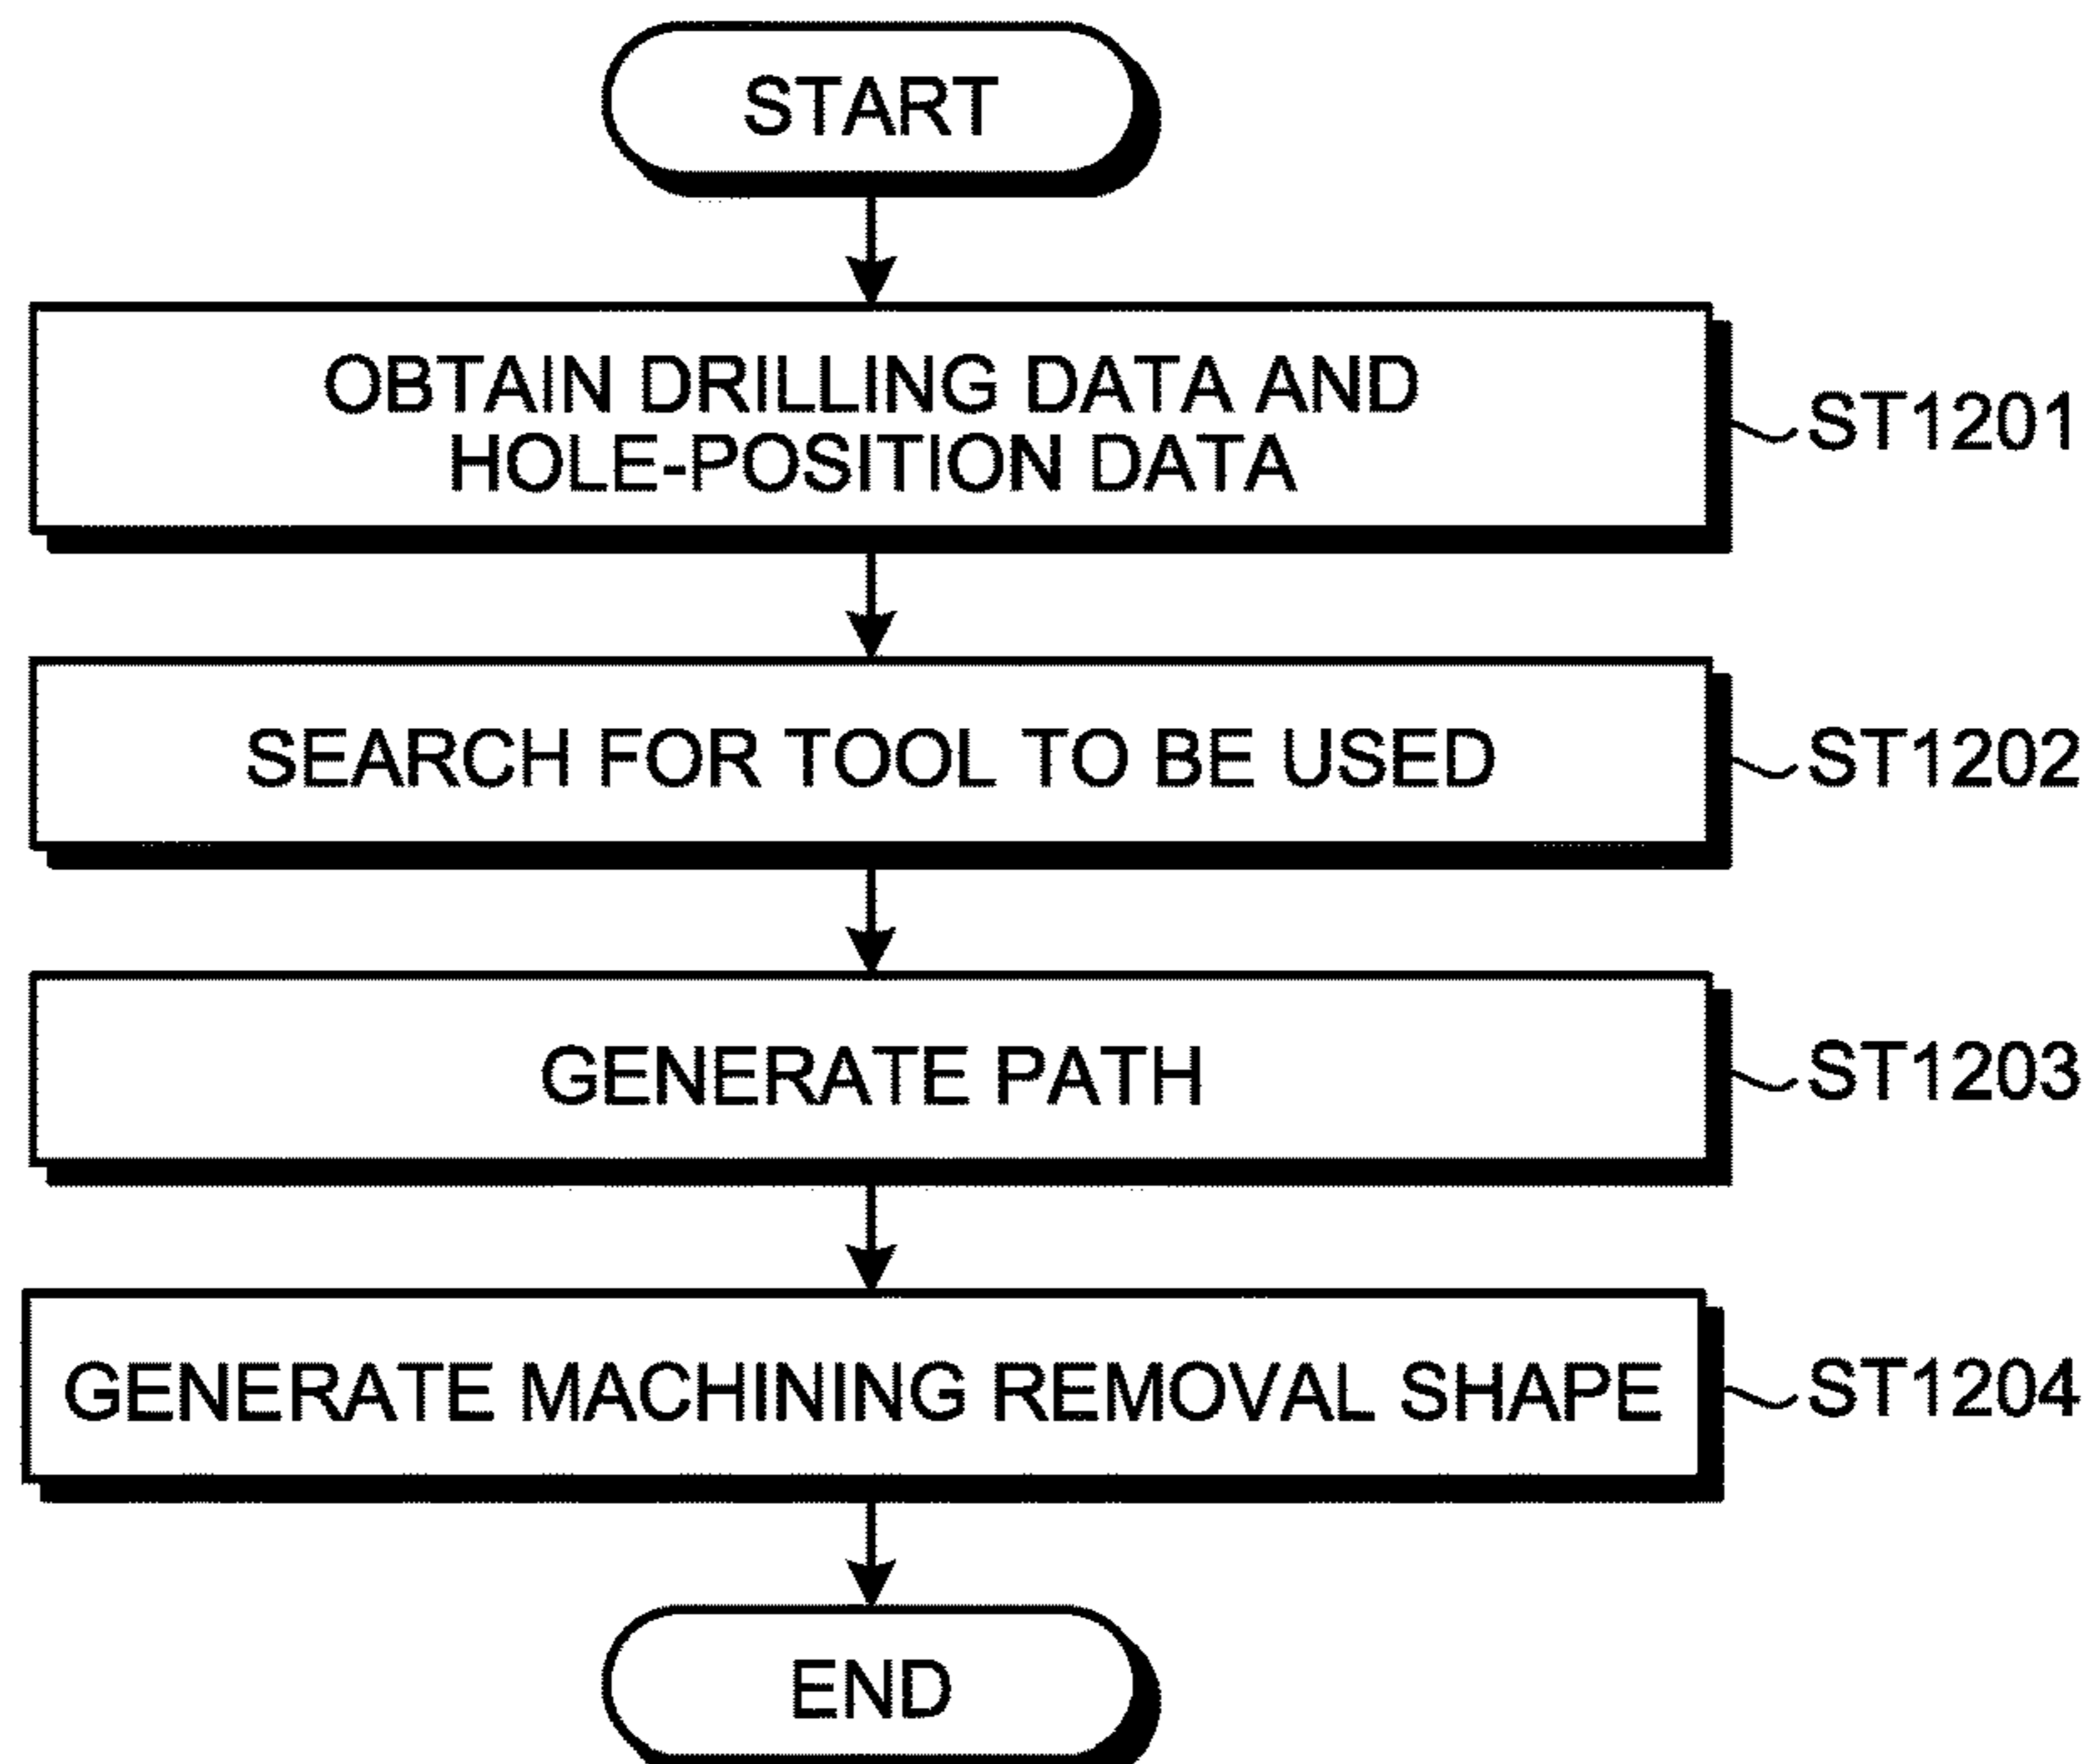 START
OBTAIN DRILLING DATA AND
HOLE-POSITION DATA
ST1201
SEARCH FOR TOOL TO BE USED
ST1202
GENERATE PATH
ST1203
GENERATE MACHINING REMOVAL SHAPE
ST1204
END